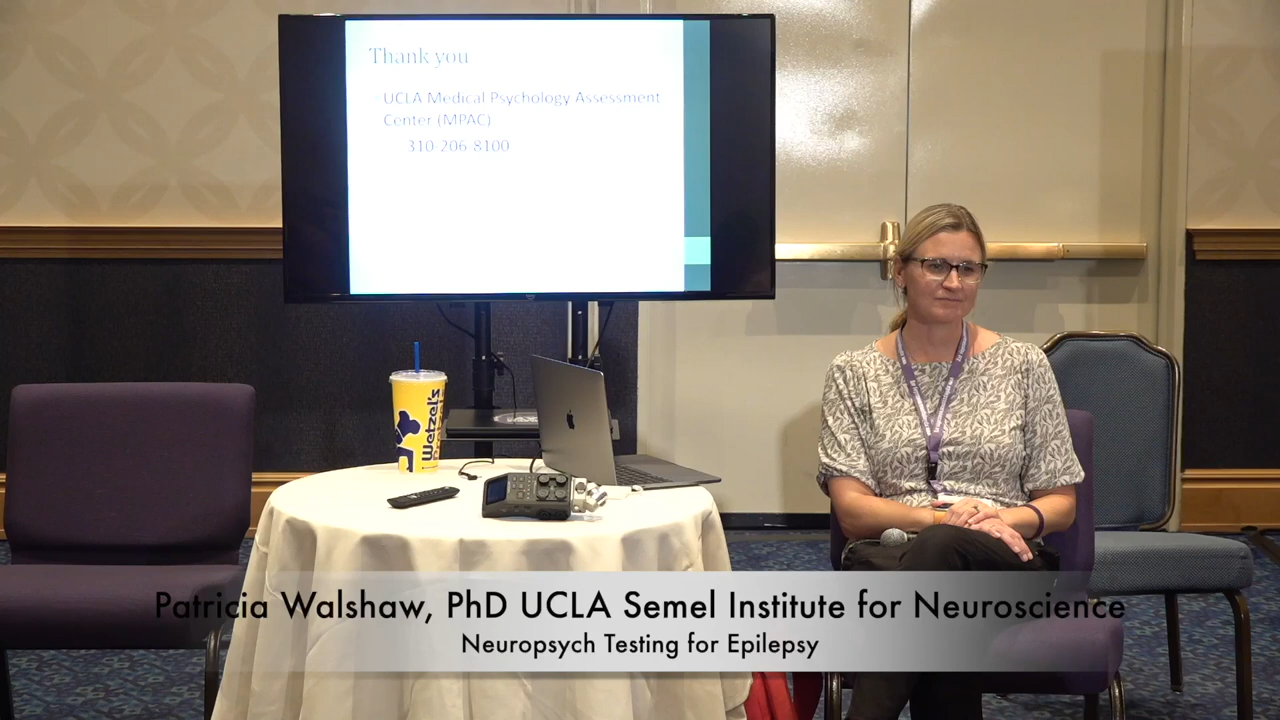 Thank you
UCLA Medical Psychology Assessment
Center (MPAC)
310-206-8100
Wetzel's
Pretzels
Patricia Walshaw, PhD UCLA Semel Institute for Neuroscience
Neuropsych Testing for Epilepsy